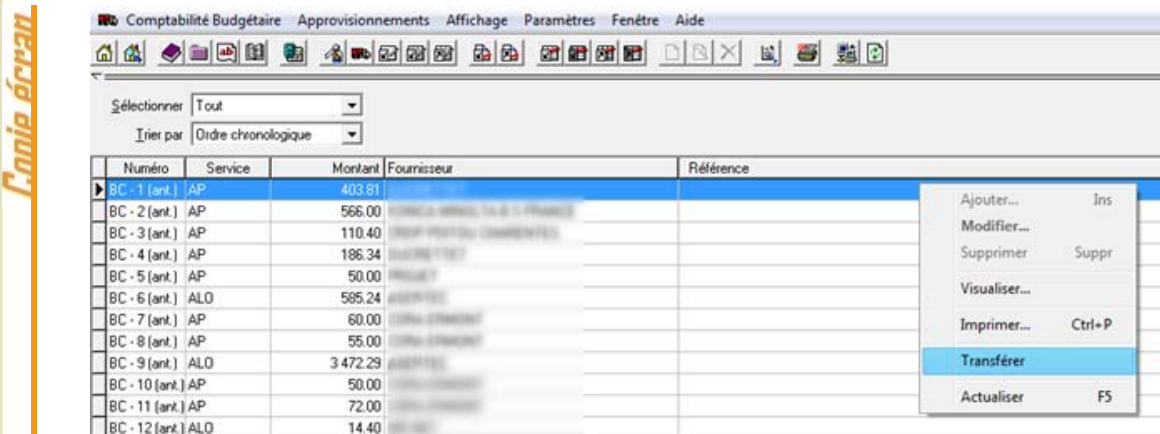 Copie écran
Comptabilité Budgétaire Approvisionnements Affichage Paramètres Fenêtre Aide
Sélectionner Tout
Trier par Ordre chronologique
Numéro Service Montant Fournisseur Référence
BC - 1 (ant.) AP 403.81
BC - 2 (ant.) AP 566.00
BC - 3 (ant.) AP 110.40
BC - 4 (ant.) AP 186.34
BC - 5 (ant.) AP 50.00
BC - 6 (ant.) ALO 585.24
BC - 7 (ant.) AP 60.00
BC - 8 (ant.) AP 55.00
BC - 9 (ant.) ALO 3 472.29
BC - 10 (ant.) AP 50.00
BC - 11 (ant.) AP 72.00
BC - 12 (ant.) ALO 14.40
Ajouter... Ins
Modifier...
Supprimer Suppr
Visualiser...
Imprimer... Ctrl+P
Transférer
Actualiser F5